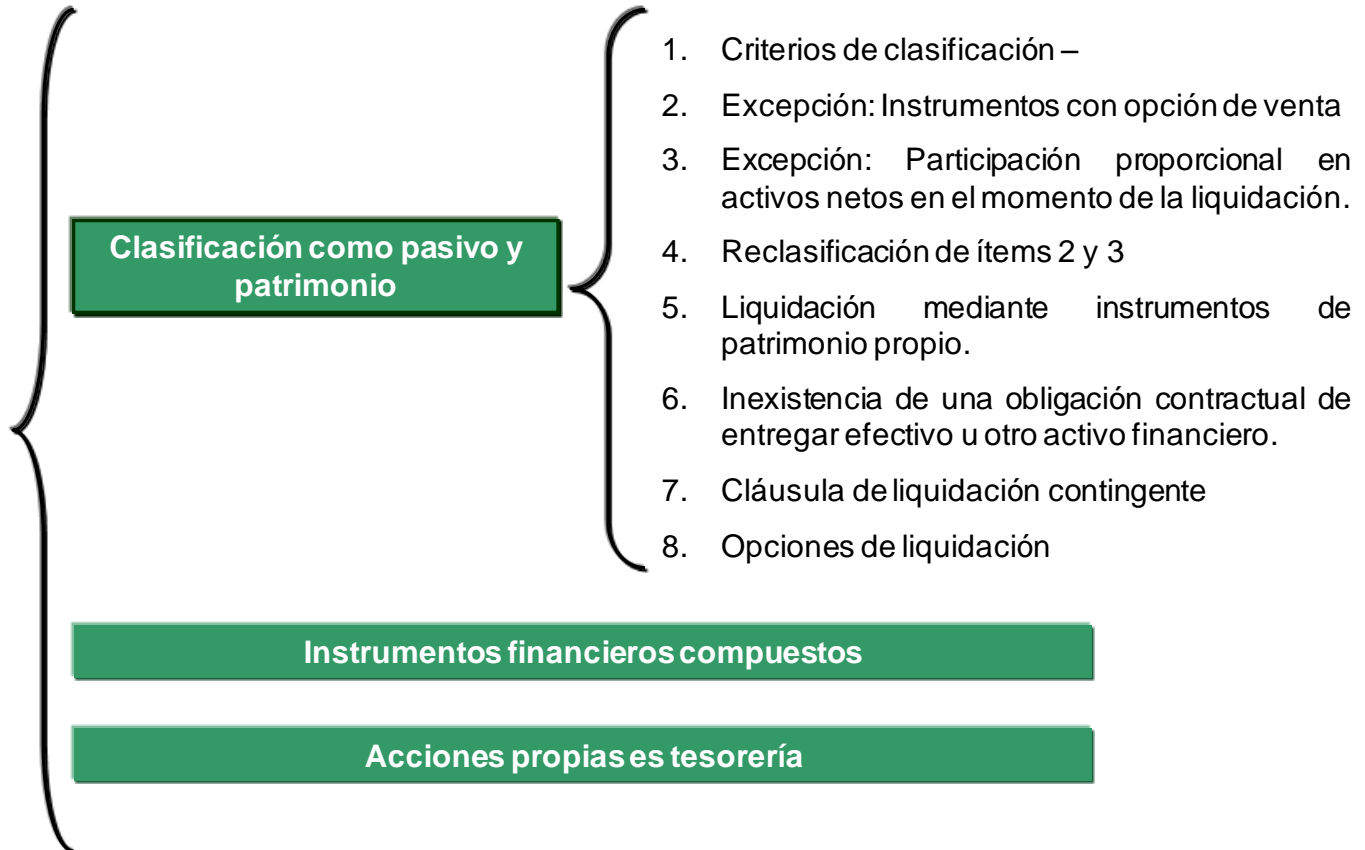 1. Criterios de clasificación –
2. Excepción: Instrumentos con opción de venta
3. Excepción: Participación proporcional en
activos netos en el momento de la liquidación.
Clasificación como pasivo y
patrimonio
4. Reclasificación de ítems 2 y 3
5. Liquidación mediante instrumentos de
patrimonio propio.
6. Inexistencia de una obligación contractual de
entregar efectivo u otro activo financiero.
7. Cláusula de liquidación contingente
8. Opciones de liquidación
Instrumentos financieros compuestos
Acciones propias es tesorería